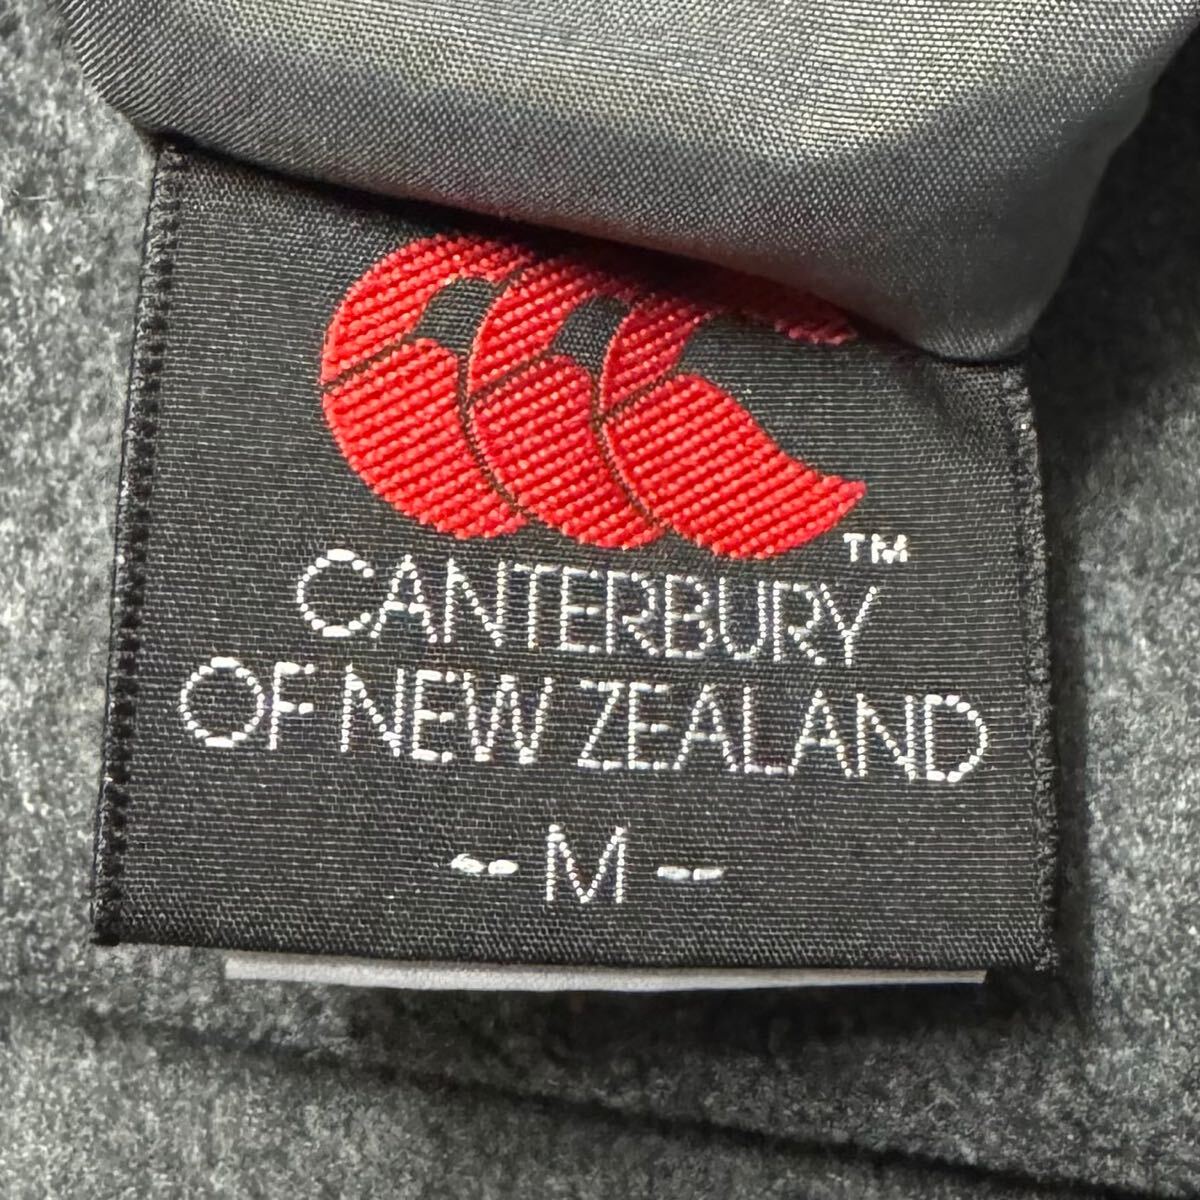 TM
CANTERBURY
OF NEW ZEALAND
-- M --